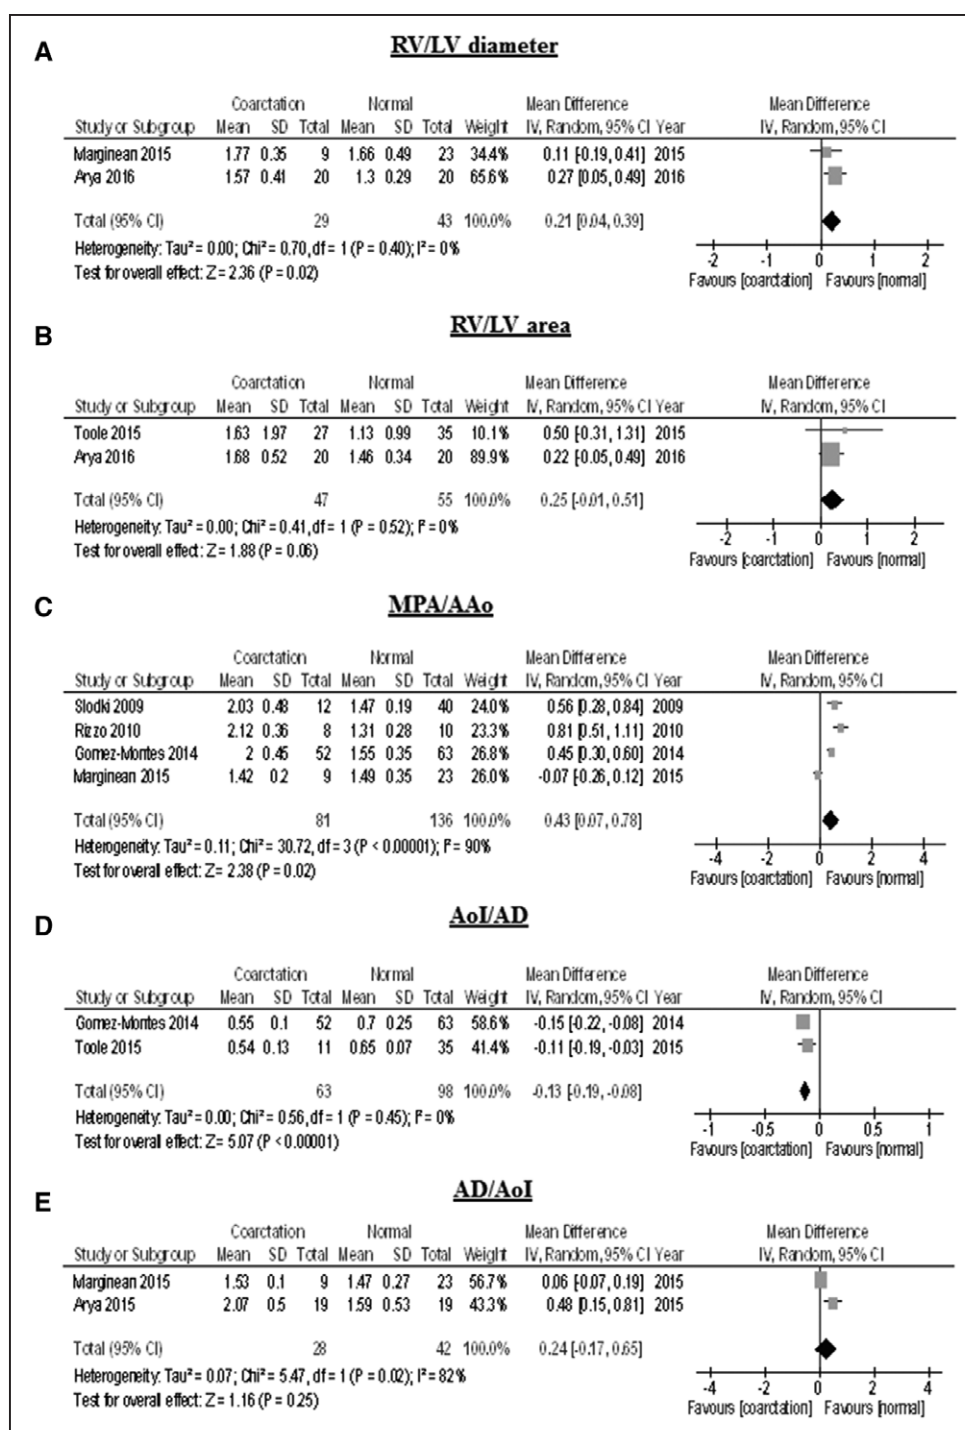 A
RV/LV diameter
Coarctation Normal Mean Difference Mean Difference
Study or Subgroup Mean SD Total Mean SD Total Weight IV, Random, 95% CI Year IV, Random, 95% CI
Marginean 2015 1.77 0.35 9 1.66 0.49 23 34.4% 0.11 [-0.19, 0.41] 2015
Arya 2016 1.57 0.41 20 1.3 0.29 20 65.6% 0.27 [0.05, 0.49] 2016
Total (95% CI) 29 43 100.0% 0.21 [0.04, 0.39]
Heterogeneity: Tau² = 0.00; Chi² = 0.70, df = 1 (P = 0.40); I² = 0%
Test for overall effect: Z = 2.36 (P = 0.02)
-2 -1 0 1 2
Favours [coarctation] Favours [normal]
B
RV/LV area
Coarctation Normal Mean Difference Mean Difference
Study or Subgroup Mean SD Total Mean SD Total Weight IV, Random, 95% CI Year IV, Random, 95% CI
Toole 2015 1.63 1.97 27 1.13 0.99 35 10.1% 0.50 [-0.31, 1.31] 2015
Arya 2016 1.68 0.52 20 1.46 0.34 20 89.9% 0.22 [-0.05, 0.49] 2016
Total (95% CI) 47 55 100.0% 0.25 [-0.01, 0.51]
Heterogeneity: Tau² = 0.00; Chi² = 0.41, df = 1 (P = 0.52); I² = 0%
Test for overall effect: Z = 1.88 (P = 0.06)
-2 -1 0 1 2
Favours [coarctation] Favours [normal]
C
MPA/AAo
Coarctation Normal Mean Difference Mean Difference
Study or Subgroup Mean SD Total Mean SD Total Weight IV, Random, 95% CI Year IV, Random, 95% CI
Slodki 2009 2.03 0.48 12 1.47 0.19 40 24.0% 0.56 [0.28, 0.84] 2009
Rizzo 2010 2.12 0.36 8 1.31 0.28 10 23.3% 0.81 [0.51, 1.11] 2010
Gomez-Montes 2014 2 0.45 52 1.55 0.35 63 26.8% 0.45 [0.30, 0.60] 2014
Marginean 2015 1.42 0.2 9 1.49 0.35 23 26.0% -0.07 [-0.26, 0.12] 2015
Total (95% CI) 81 136 100.0% 0.43 [0.07, 0.78]
Heterogeneity: Tau² = 0.11; Chi² = 30.72, df = 3 (P < 0.00001); I² = 90%
Test for overall effect: Z = 2.38 (P = 0.02)
-4 -2 0 2 4
Favours [coarctation] Favours [normal]
D
AoI/AD
Coarctation Normal Mean Difference Mean Difference
Study or Subgroup Mean SD Total Mean SD Total Weight IV, Random, 95% CI Year IV, Random, 95% CI
Gomez-Montes 2014 0.55 0.1 52 0.7 0.25 63 58.6% -0.15 [-0.22, -0.08] 2014
Toole 2015 0.54 0.13 11 0.65 0.07 35 41.4% -0.11 [-0.19, -0.03] 2015
Total (95% CI) 63 98 100.0% -0.13 [-0.19, -0.08]
Heterogeneity: Tau² = 0.00; Chi² = 0.56, df = 1 (P = 0.45); I² = 0%
Test for overall effect: Z = 5.07 (P < 0.00001)
-1 -0.5 0 0.5 1
Favours [coarctation] Favours [normal]
E
AD/AoI
Coarctation Normal Mean Difference Mean Difference
Study or Subgroup Mean SD Total Mean SD Total Weight IV, Random, 95% CI Year IV, Random, 95% CI
Marginean 2015 1.53 0.1 9 1.47 0.27 23 56.7% 0.06 [-0.07, 0.19] 2015
Arya 2015 2.07 0.5 19 1.59 0.53 19 43.3% 0.48 [0.15, 0.81] 2015
Total (95% CI) 28 42 100.0% 0.24 [-0.17, 0.65]
Heterogeneity: Tau² = 0.07; Chi² = 5.47, df = 1 (P = 0.02); I² = 82%
Test for overall effect: Z = 1.16 (P = 0.25)
-4 -2 0 2 4
Favours [coarctation] Favours [normal]